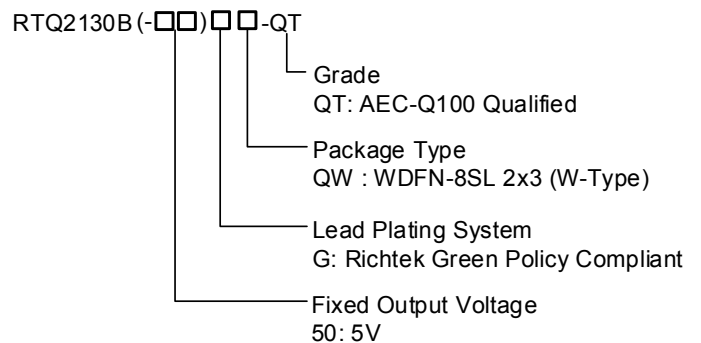 RTQ2130B(-□□)□□-QT
Grade
QT: AEC-Q100 Qualified
Package Type
QW : WDFN-8SL 2x3 (W-Type)
Lead Plating System
G: Richtek Green Policy Compliant
Fixed Output Voltage
50: 5V